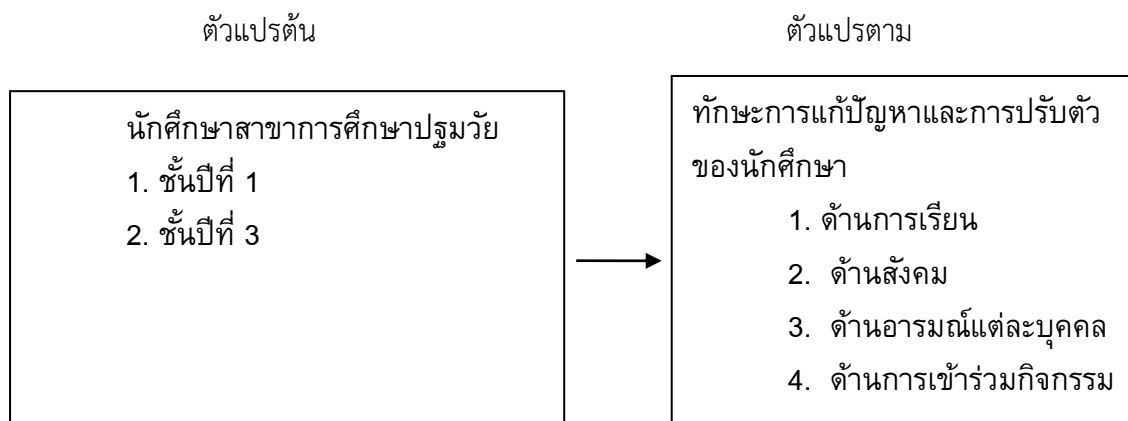 ตัวแปรต้น
ตัวแปรตาม
นักศึกษาสาขาการศึกษาปฐมวัย
1. ชั้นปีที่ 1
2. ชั้นปีที่ 3
ทักษะการแก้ปัญหาและการปรับตัว
ของนักศึกษา
1. ด้านการเรียน
2. ด้านสังคม
3. ด้านอารมณ์แต่ละบุคคล
4. ด้านการเข้าร่วมกิจกรรม